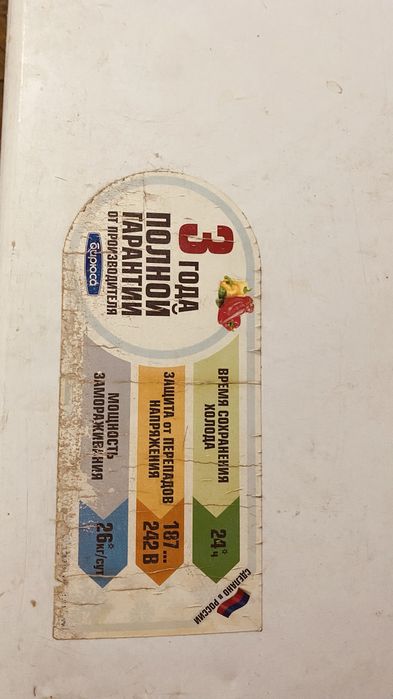 3 ГОДА
ПОЛНОЙ
ГАРАНТИИ
ОТ ПРОИЗВОДИТЕЛЯ
Бирюса
ВРЕМЯ СОХРАНЕНИЯ
ХОЛОДА
24 ч
ЗАЩИТА от ПЕРЕПАДОВ
НАПРЯЖЕНИЯ
187...
242 В
МОЩНОСТЬ
ЗАМОРАЖИВАНИЯ
26 кг/сут
СДЕЛАНО в РОССИИ